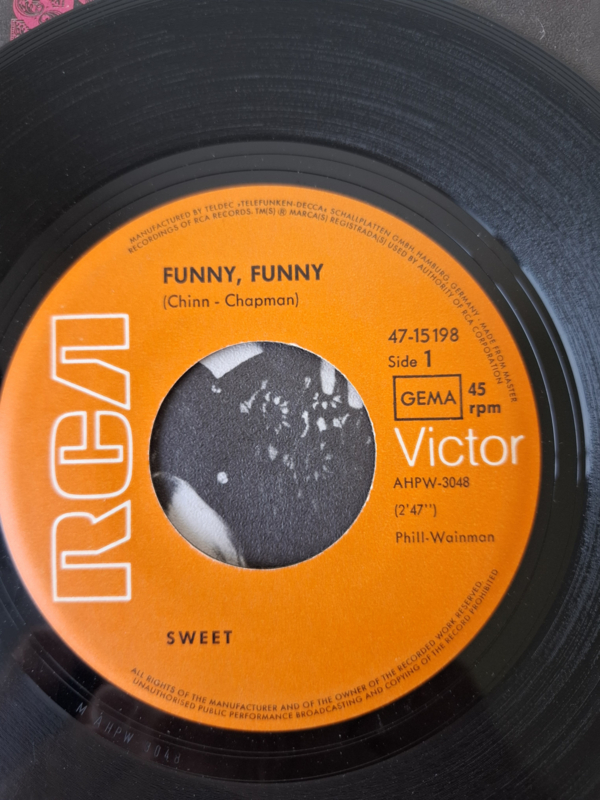 MANUFACTURED BY TELDEC »TELEFUNKEN-DECCA« SCHALLPLATTEN GMBH, HAMBURG, GERMANY · MADE FROM MASTER
RECORDINGS OF RCA RECORDS, TM(S) ® MARCA(S) REGISTRADA(S) USED BY AUTHORITY OF RCA CORPORATION
FUNNY, FUNNY
(Chinn - Chapman)
47-15198
Side 1
GEMA
45
rpm
RCA
Victor
AHPW-3048
(2'47'')
Phill-Wainman
SWEET
ALL RIGHTS OF THE MANUFACTURER AND OF THE OWNER OF THE RECORDED WORK RESERVED.
UNAUTHORISED PUBLIC PERFORMANCE BROADCASTING AND COPYING OF THE RECORD PROHIBITED
AHPW 3048